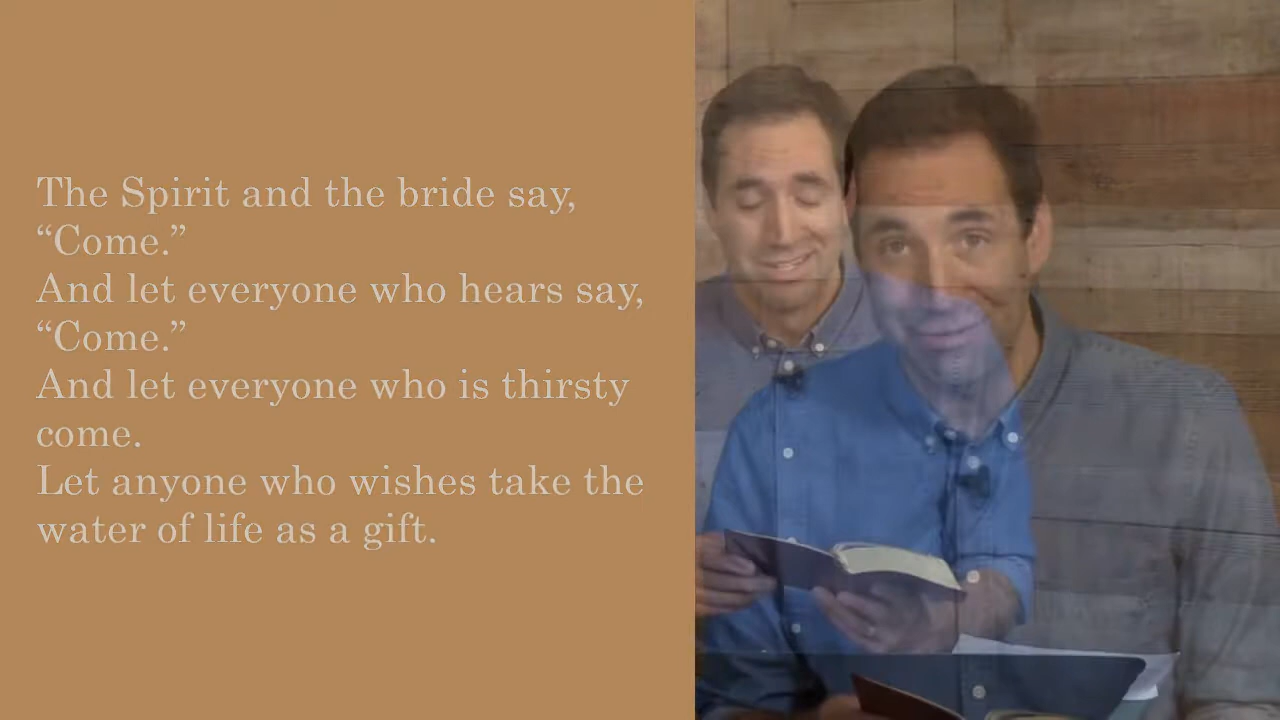 The Spirit and the bride say,
“Come.”
And let everyone who hears say,
“Come.”
And let everyone who is thirsty
come.
Let anyone who wishes take the
water of life as a gift.